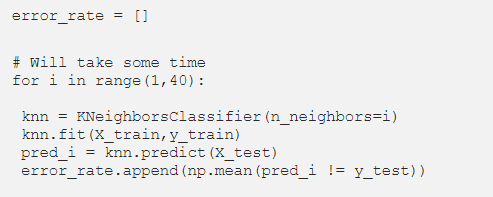 error_rate = []
# Will take some time
for i in range(1,40):
knn = KNeighborsClassifier(n_neighbors=i)
knn.fit(X_train,y_train)
pred_i = knn.predict(X_test)
error_rate.append(np.mean(pred_i != y_test))